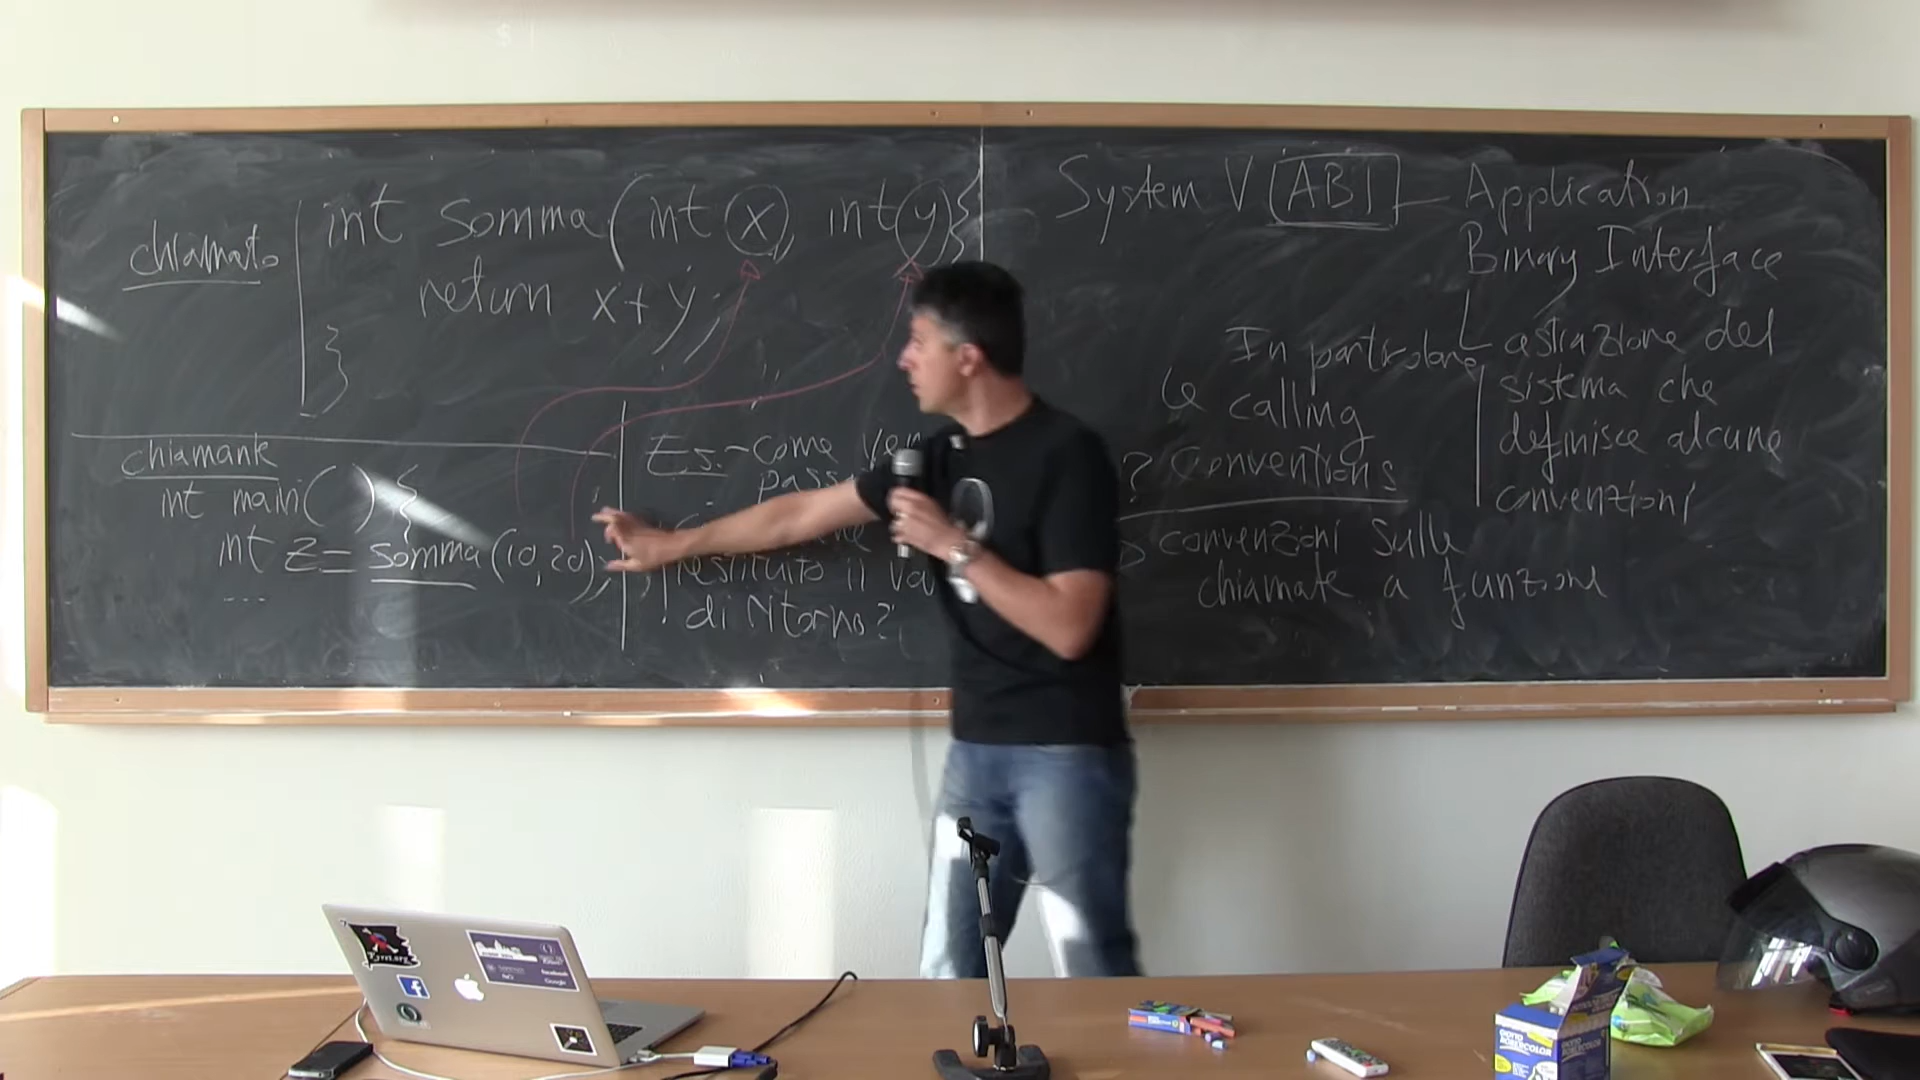 chiamato
int somma (int x, int y) {
return x+y;
}
chiamante
int main() {
int z = somma (10, 20);
...
Es.: - come
restituito il
di ritorno?
System V ABI - Application
Binary Interface
astrazione del
sistema che
definisce alcune
convenzioni
In particolare
calling
conventions
convenzioni sulle
chiamate a funzione
facebook
Google